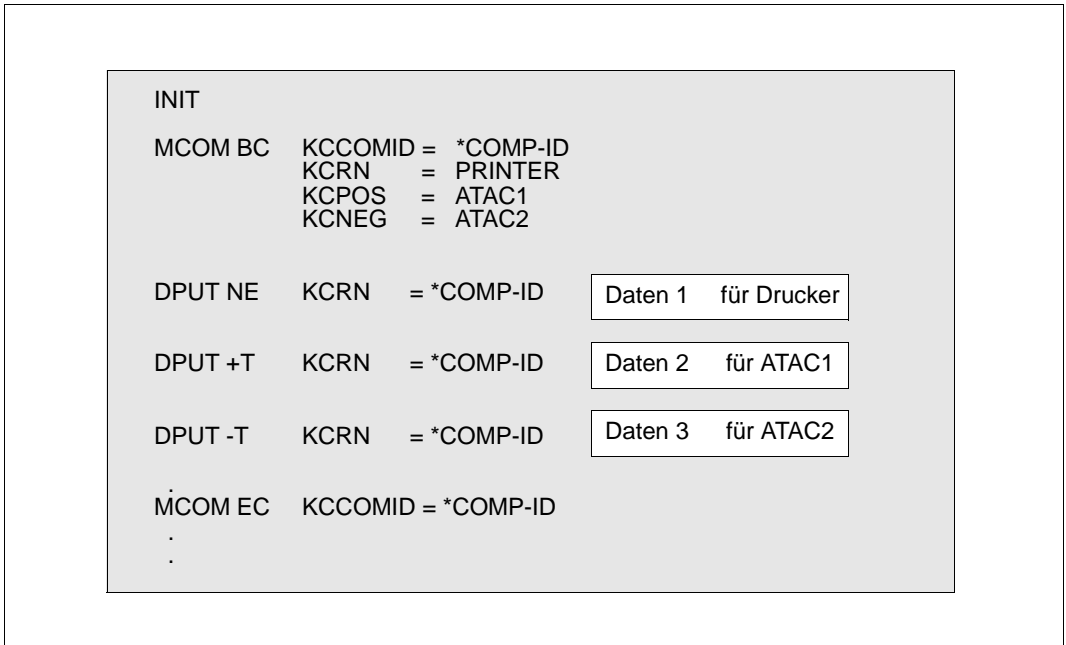 INIT
MCOM BC KCCOMID = *COMP-ID
KCRN = PRINTER
KCPOS = ATAC1
KCNEG = ATAC2
DPUT NE KCRN = *COMP-ID Daten 1 für Drucker
DPUT +T KCRN = *COMP-ID Daten 2 für ATAC1
DPUT -T KCRN = *COMP-ID Daten 3 für ATAC2
.
MCOM EC KCCOMID = *COMP-ID
.
.